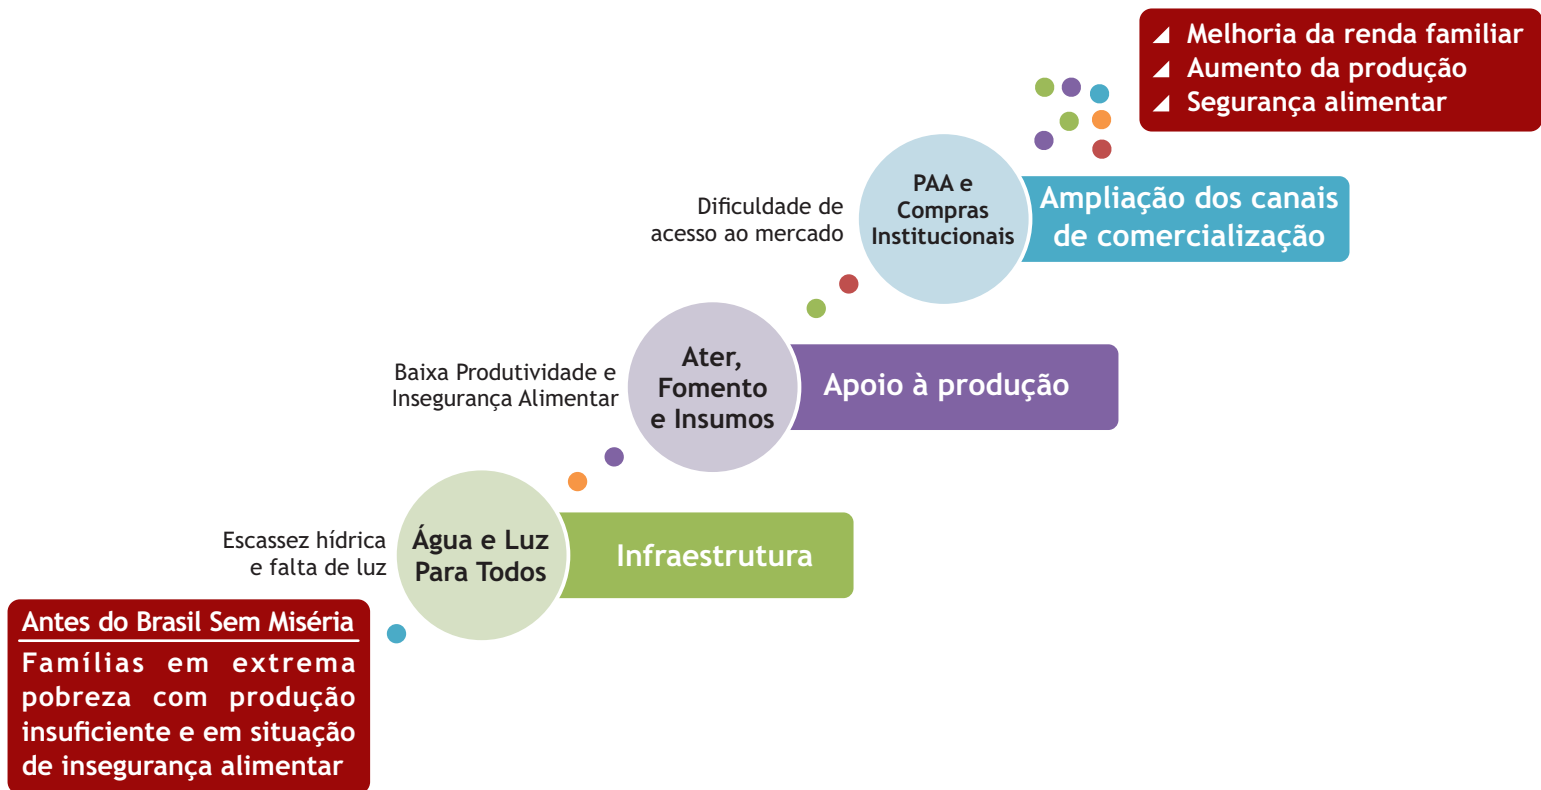 Melhoria da renda familiar
Aumento da produção
Segurança alimentar
Dificuldade de
acesso ao mercado
PAA e
Compras
Institucionais
Ampliação dos canais
de comercialização
Baixa Produtividade e
Insegurança Alimentar
Ater,
Fomento
e Insumos
Apoio à produção
Escassez hídrica
e falta de luz
Água e Luz
Para Todos
Infraestrutura
Antes do Brasil Sem Miséria
Famílias em extrema
pobreza com produção
insuficiente e em situação
de insegurança alimentar